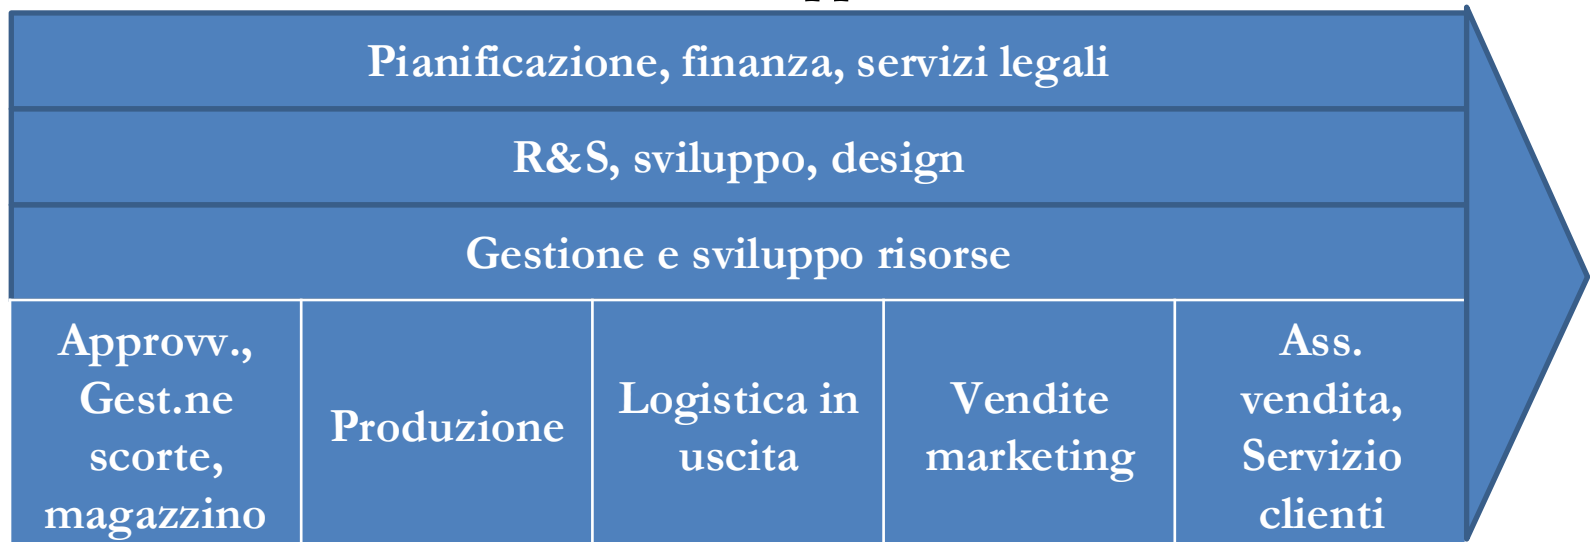 Pianificazione, finanza, servizi legali
R&S, sviluppo, design
Gestione e sviluppo risorse
Approvv.,
Gest.ne
scorte,
magazzino
Produzione
Logistica in
uscita
Vendite
marketing
Ass.
vendita,
Servizio
clienti